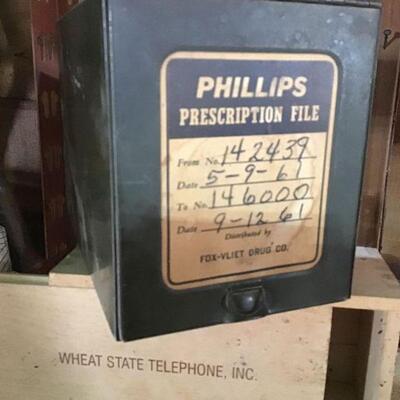 PHILLIPS
PRESCRIPTION FILE
From No. 142439
Date 5-9-61
To No. 146000
Date 9-12 61
Distributed by
FOX-VLIET DRUG CO.
WHEAT STATE TELEPHONE, INC.